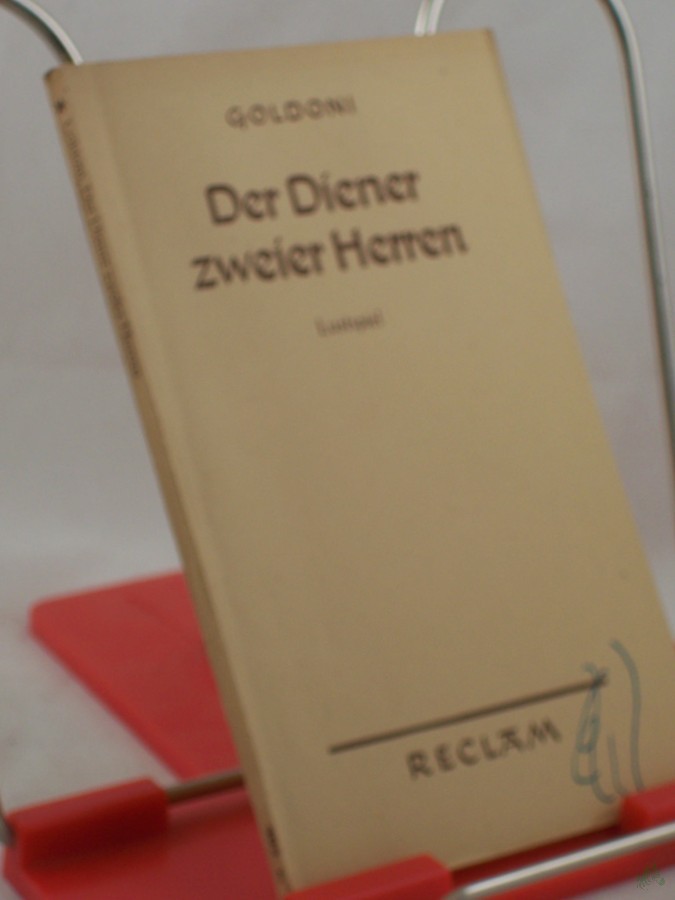 GOLDONI
Der Diener
zweier Herren
Lustspiel
RECLAM